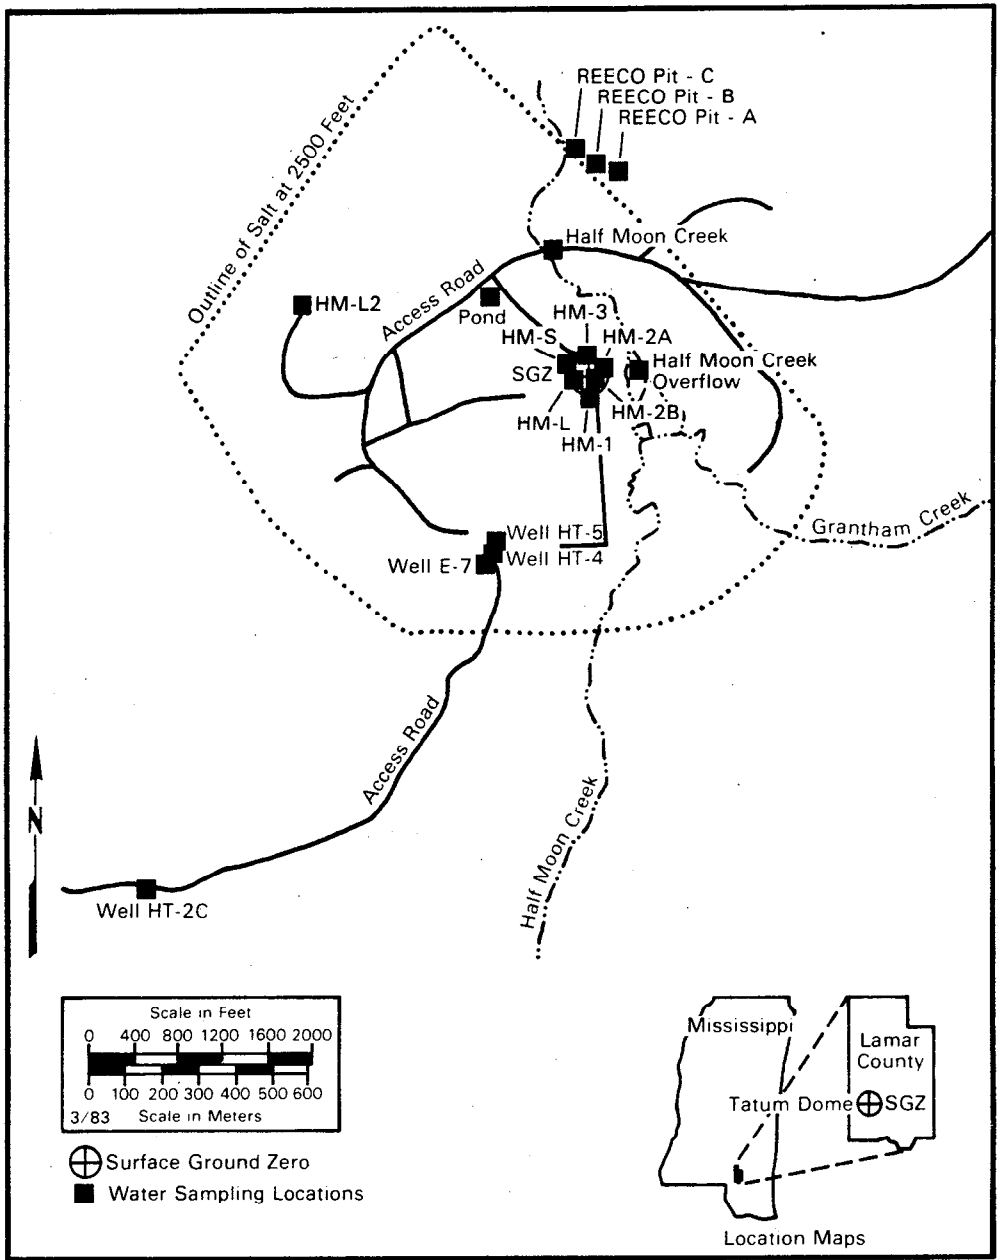 REECO Pit - C
REECO Pit - B
REECO Pit - A
Outline of Salt at 2500 Feet
Half Moon Creek
Access Road
HM-L2
Pond
HM-3
HM-S
HM-2A
SGZ
Half Moon Creek
Overflow
HM-L
HM-2B
HM-1
Grantham Creek
Well HT-5
Well HT-4
Well E-7
Access Road
Half Moon Creek
N
Well HT-2C
Scale in Feet
0 400 800 1200 1600 2000
0 100 200 300 400 500 600
3/83 Scale in Meters
Surface Ground Zero
Water Sampling Locations
Mississippi
Lamar
County
Tatum Dome SGZ
Location Maps